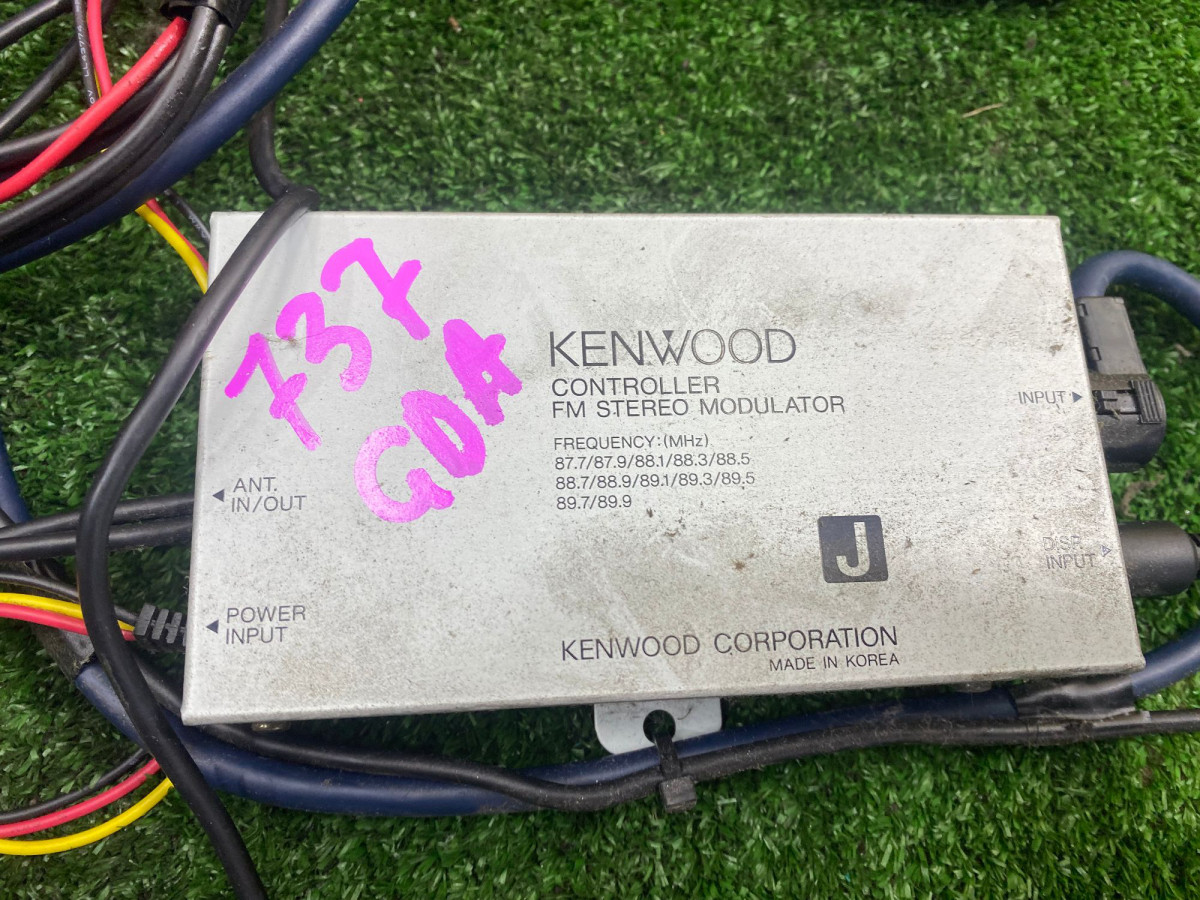 737
GDA
KENWOOD
CONTROLLER
FM STEREO MODULATOR
FREQUENCY:(MHz)
87.7/87.9/88.1/88.3/88.5
88.7/88.9/89.1/89.3/89.5
89.7/89.9
INPUT
ANT.
IN/OUT
J
DISP.
INPUT
POWER
INPUT
KENWOOD CORPORATION
MADE IN KOREA